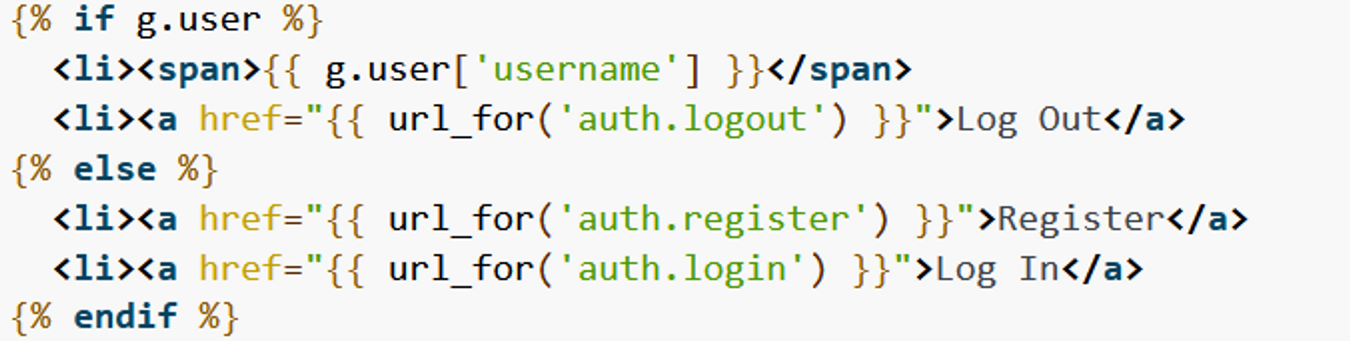 {% if g.user %}
  <li><span>{{ g.user['username'] }}</span>
  <li><a href="{{ url_for('auth.logout') }}">Log Out</a>
{% else %}
  <li><a href="{{ url_for('auth.register') }}">Register</a>
  <li><a href="{{ url_for('auth.login') }}">Log In</a>
{% endif %}